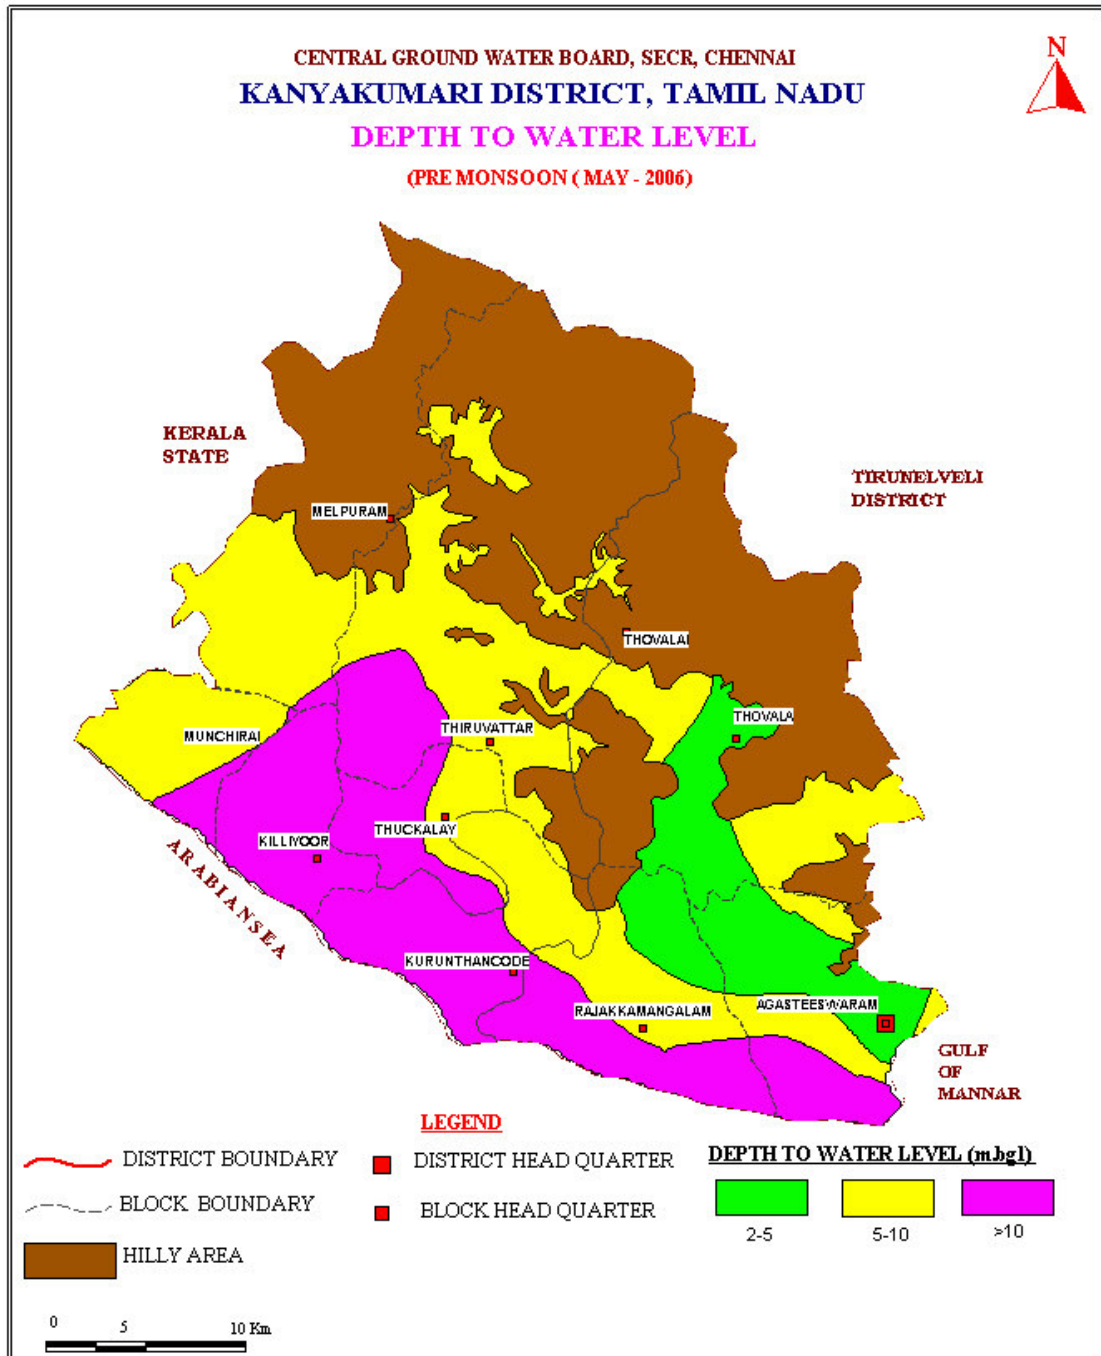 CENTRAL GROUND WATER BOARD, SECR, CHENNAI
KANYAKUMARI DISTRICT, TAMIL NADU
DEPTH TO WATER LEVEL
(PRE MONSOON ( MAY - 2006)
N
KERALA
STATE
TIRUNELVELI
DISTRICT
MELPURAM
THOVALAI
THOVALA
MUNCHIRAI
THIRUVATTAR
THUCKALAY
KILLIYOOR
ARABIANSEA
KURUNTHANCODE
RAJAKKAMANGALAM
AGASTEESWARAM
GULF
OF
MANNAR
LEGEND
DISTRICT BOUNDARY
BLOCK BOUNDARY
HILLY AREA
DISTRICT HEAD QUARTER
BLOCK HEAD QUARTER
DEPTH TO WATER LEVEL (m.bgl)
2-5
5-10
>10
0
5
10 Km